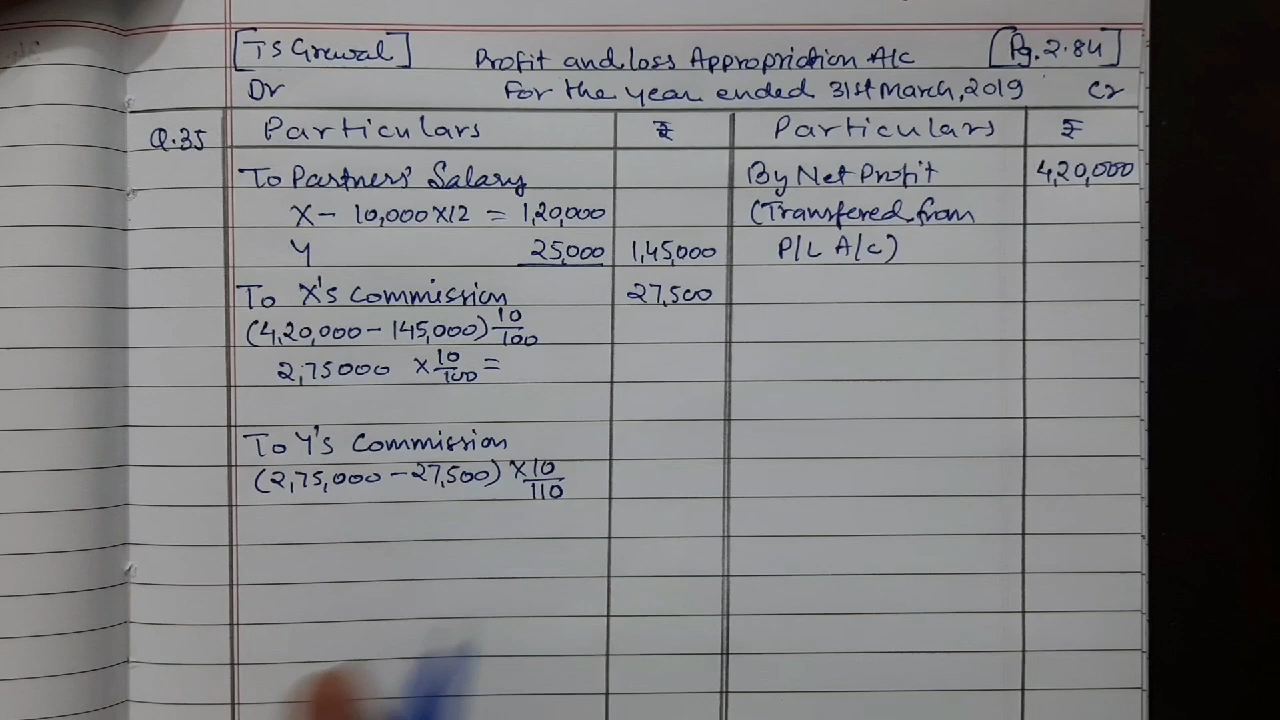 [TS Grewal] Profit and loss Appropriation A/c [Pg. 2.84]
Dr For the year ended 31st March, 2019 Cr
Q.35 Particulars ₹ Particulars ₹
To Partners' Salary By Net Profit 4,20,000
X - 10,000 x 12 = 1,20,000 (Transfered from
Y 25,000 1,45,000 P/L A/c)
To X's Commission 27,500
(4,20,000 - 145,000) 10/100
2,75000 x 10/100 =
To Y's Commission
(2,75,000 - 27,500) x 10/110